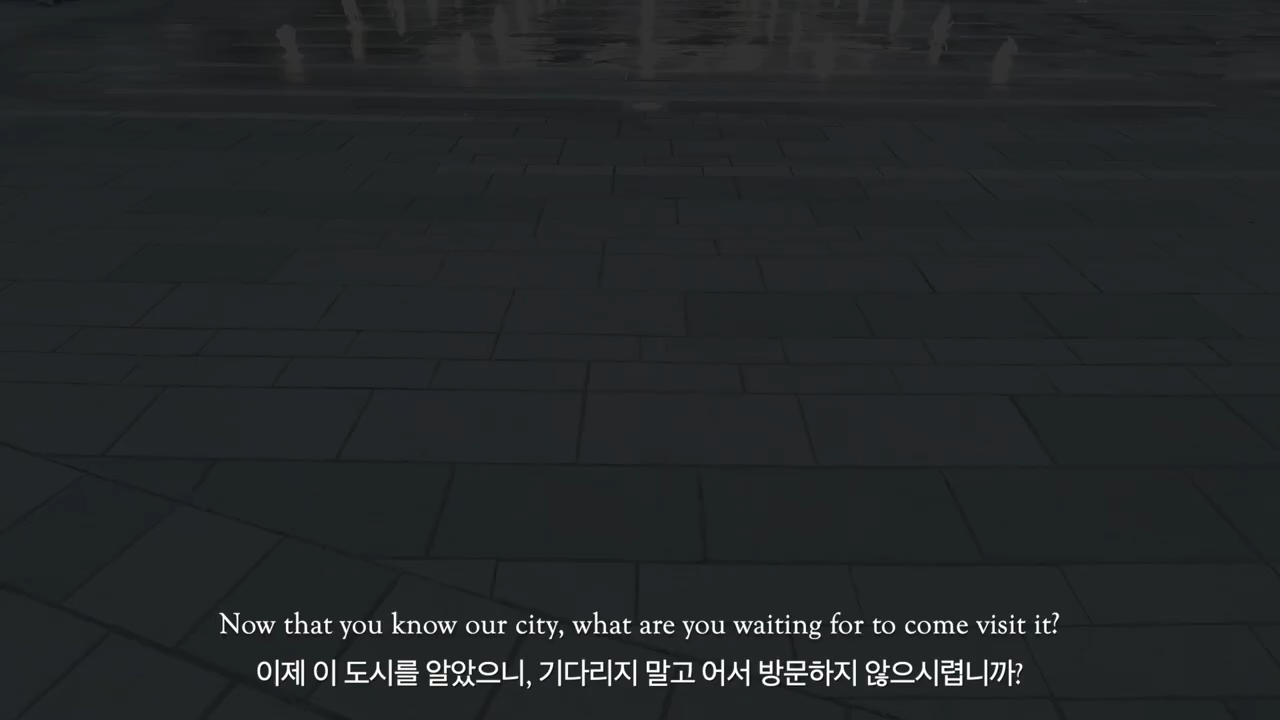 Now that you know our city, what are you waiting for to come visit it?
이제 이 도시를 알았으니, 기다리지 말고 어서 방문하지 않으시렵니까?